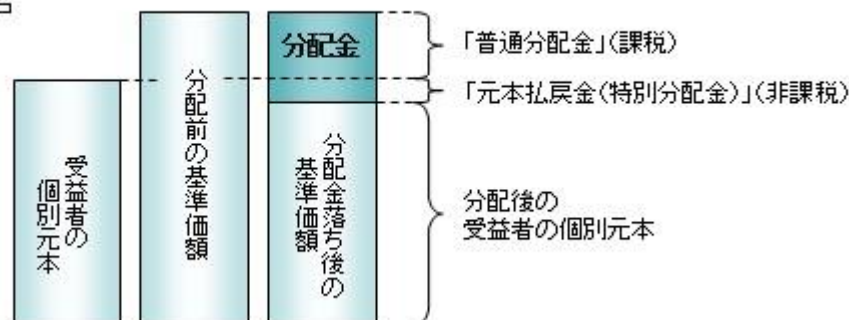 受益者の
個別元本
分配前の基準価額
分配金
分配金落ち後の
基準価額
「普通分配金」(課税)
「元本払戻金(特別分配金)」(非課税)
分配後の
受益者の個別元本